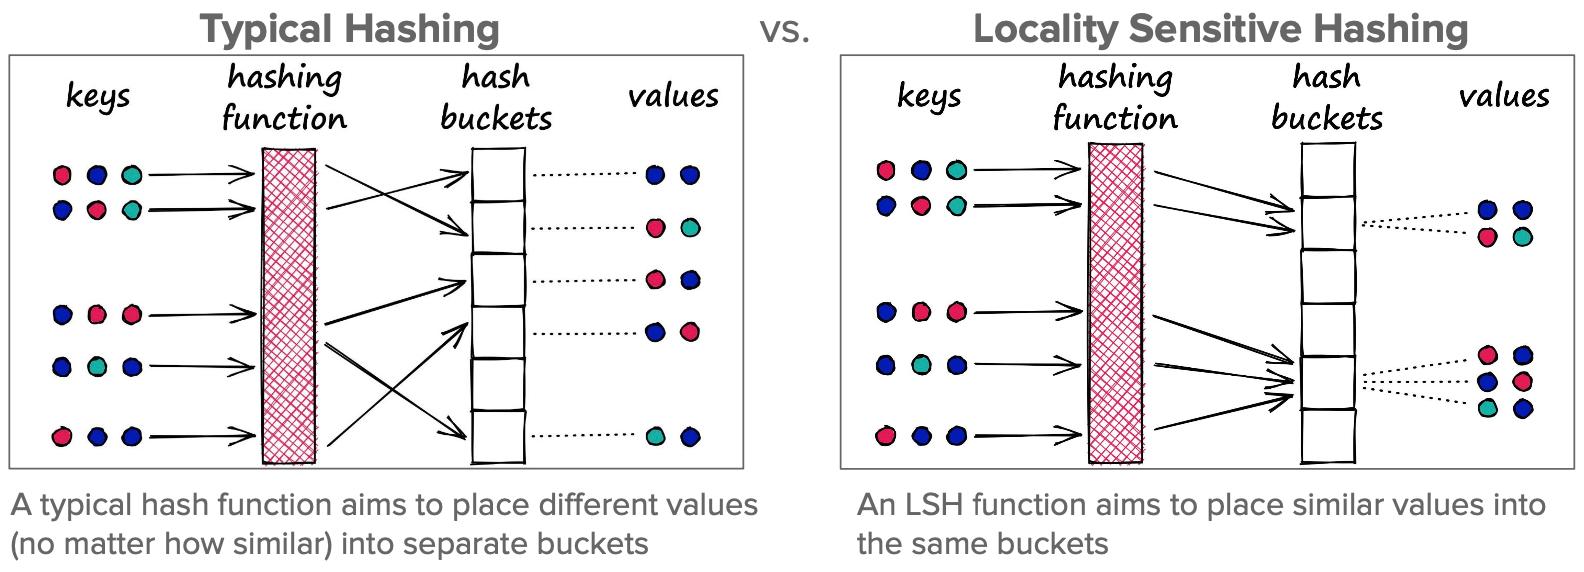 Typical Hashing
vs.
Locality Sensitive Hashing
keys
hashing
function
hash
buckets
values
keys
hashing
function
hash
buckets
values
A typical hash function aims to place different values
(no matter how similar) into separate buckets
An LSH function aims to place similar values into
the same buckets